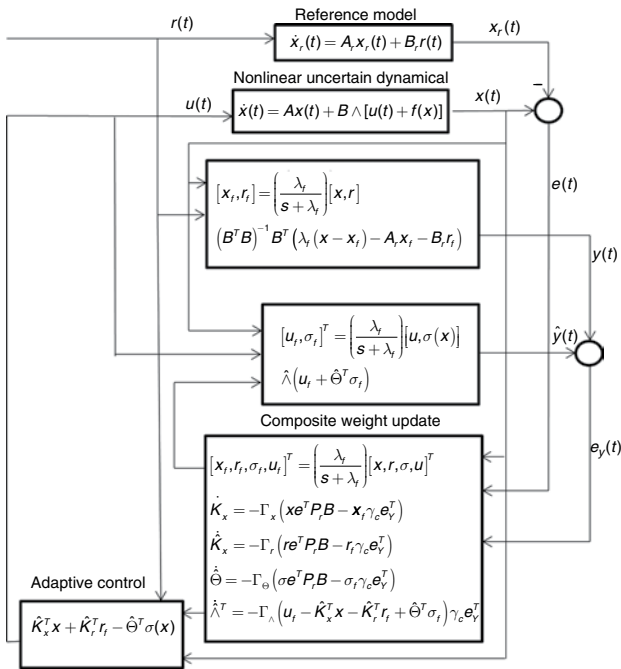 Reference model
r(t)
ẋ_r(t) = A_r x_r(t) + B_r r(t)
x_r(t)
−
Nonlinear uncertain dynamical
u(t)
ẋ(t) = Ax(t) + B ∧ [u(t) + f(x)]
x(t)
e(t)
[x_f, r_f] = (λ_f / (s + λ_f)) [x, r]
(B^T B)^{-1} B^T (λ_f (x − x_f) − A_r x_f − B_r r_f)
y(t)
[u_f, σ_f]^T = (λ_f / (s + λ_f)) [u, σ(x)]
ŷ(t)
∧̂ (u_f + Θ̂^T σ_f)
Composite weight update
e_y(t)
[x_f, r_f, σ_f, u_f]^T = (λ_f / (s + λ_f)) [x, r, σ, u]^T
K̇_x = −Γ_x (xe^T P_r B − x_f γ_c e_Y^T)
K̂̇_x = −Γ_r (re^T P_r B − r_f γ_c e_Y^T)
Θ̂̇ = −Γ_Θ (σe^T P_r B − σ_f γ_c e_Y^T)
∧̂̇^T = −Γ_∧ (u_f − K̂_x^T x − K̂_r^T r_f + Θ̂^T σ_f) γ_c e_Y^T
Adaptive control
K̂_x^T x + K̂_r^T r_f − Θ̂^T σ(x)